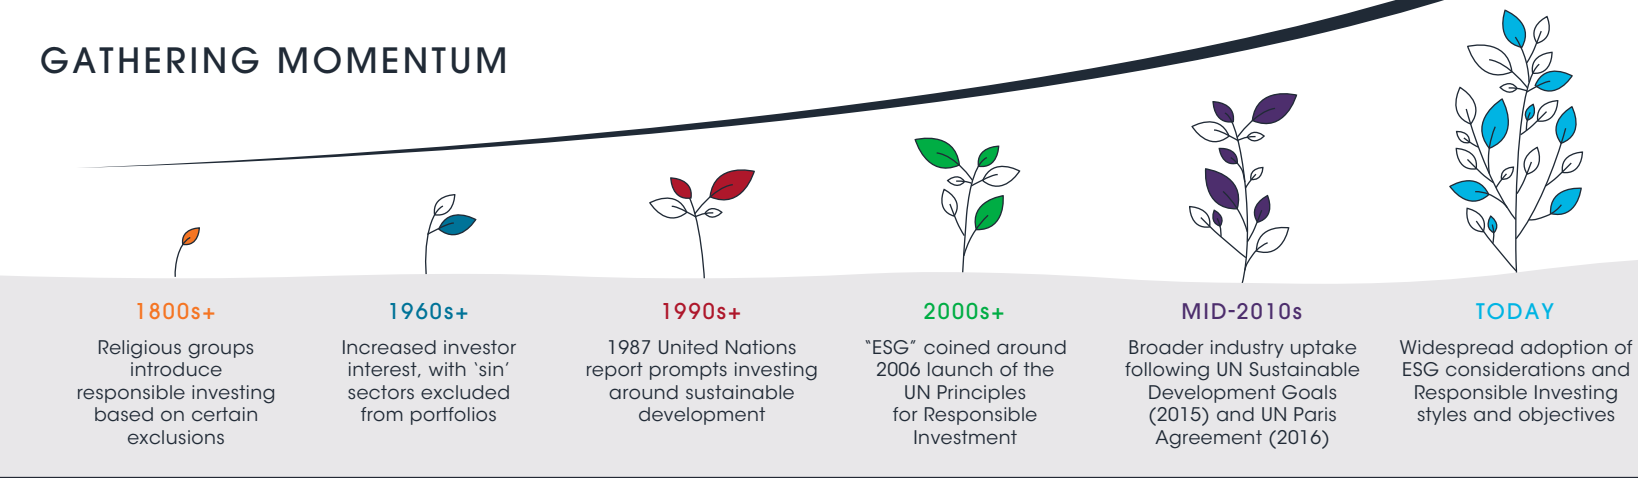 GATHERING MOMENTUM
1800s+
Religious groups
introduce
responsible investing
based on certain
exclusions
1960s+
Increased investor
interest, with ‘sin’
sectors excluded
from portfolios
1990s+
1987 United Nations
report prompts investing
around sustainable
development
2000s+
“ESG” coined around
2006 launch of the
UN Principles
for Responsible
Investment
MID-2010s
Broader industry uptake
following UN Sustainable
Development Goals
(2015) and UN Paris
Agreement (2016)
TODAY
Widespread adoption of
ESG considerations and
Responsible Investing
styles and objectives